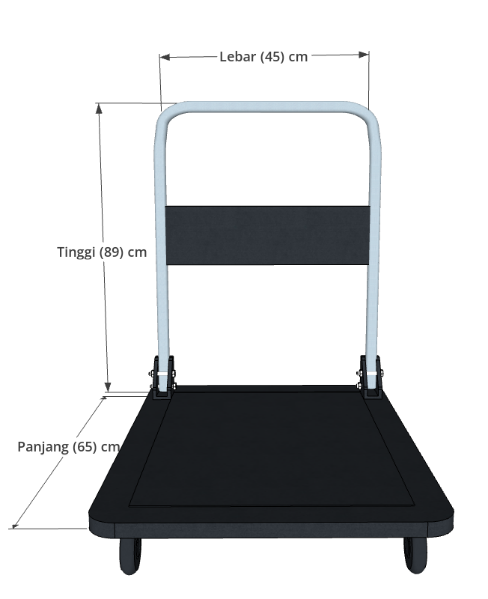 Lebar (45) cm
Tinggi (89) cm
Panjang (65) cm